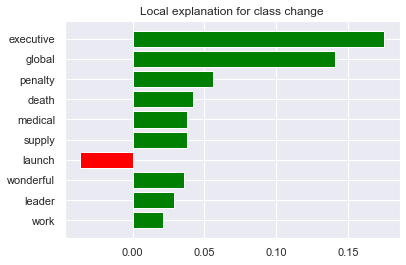 Local explanation for class change
executive
global
penalty
death
medical
supply
launch
wonderful
leader
work
0.00 0.05 0.10 0.15